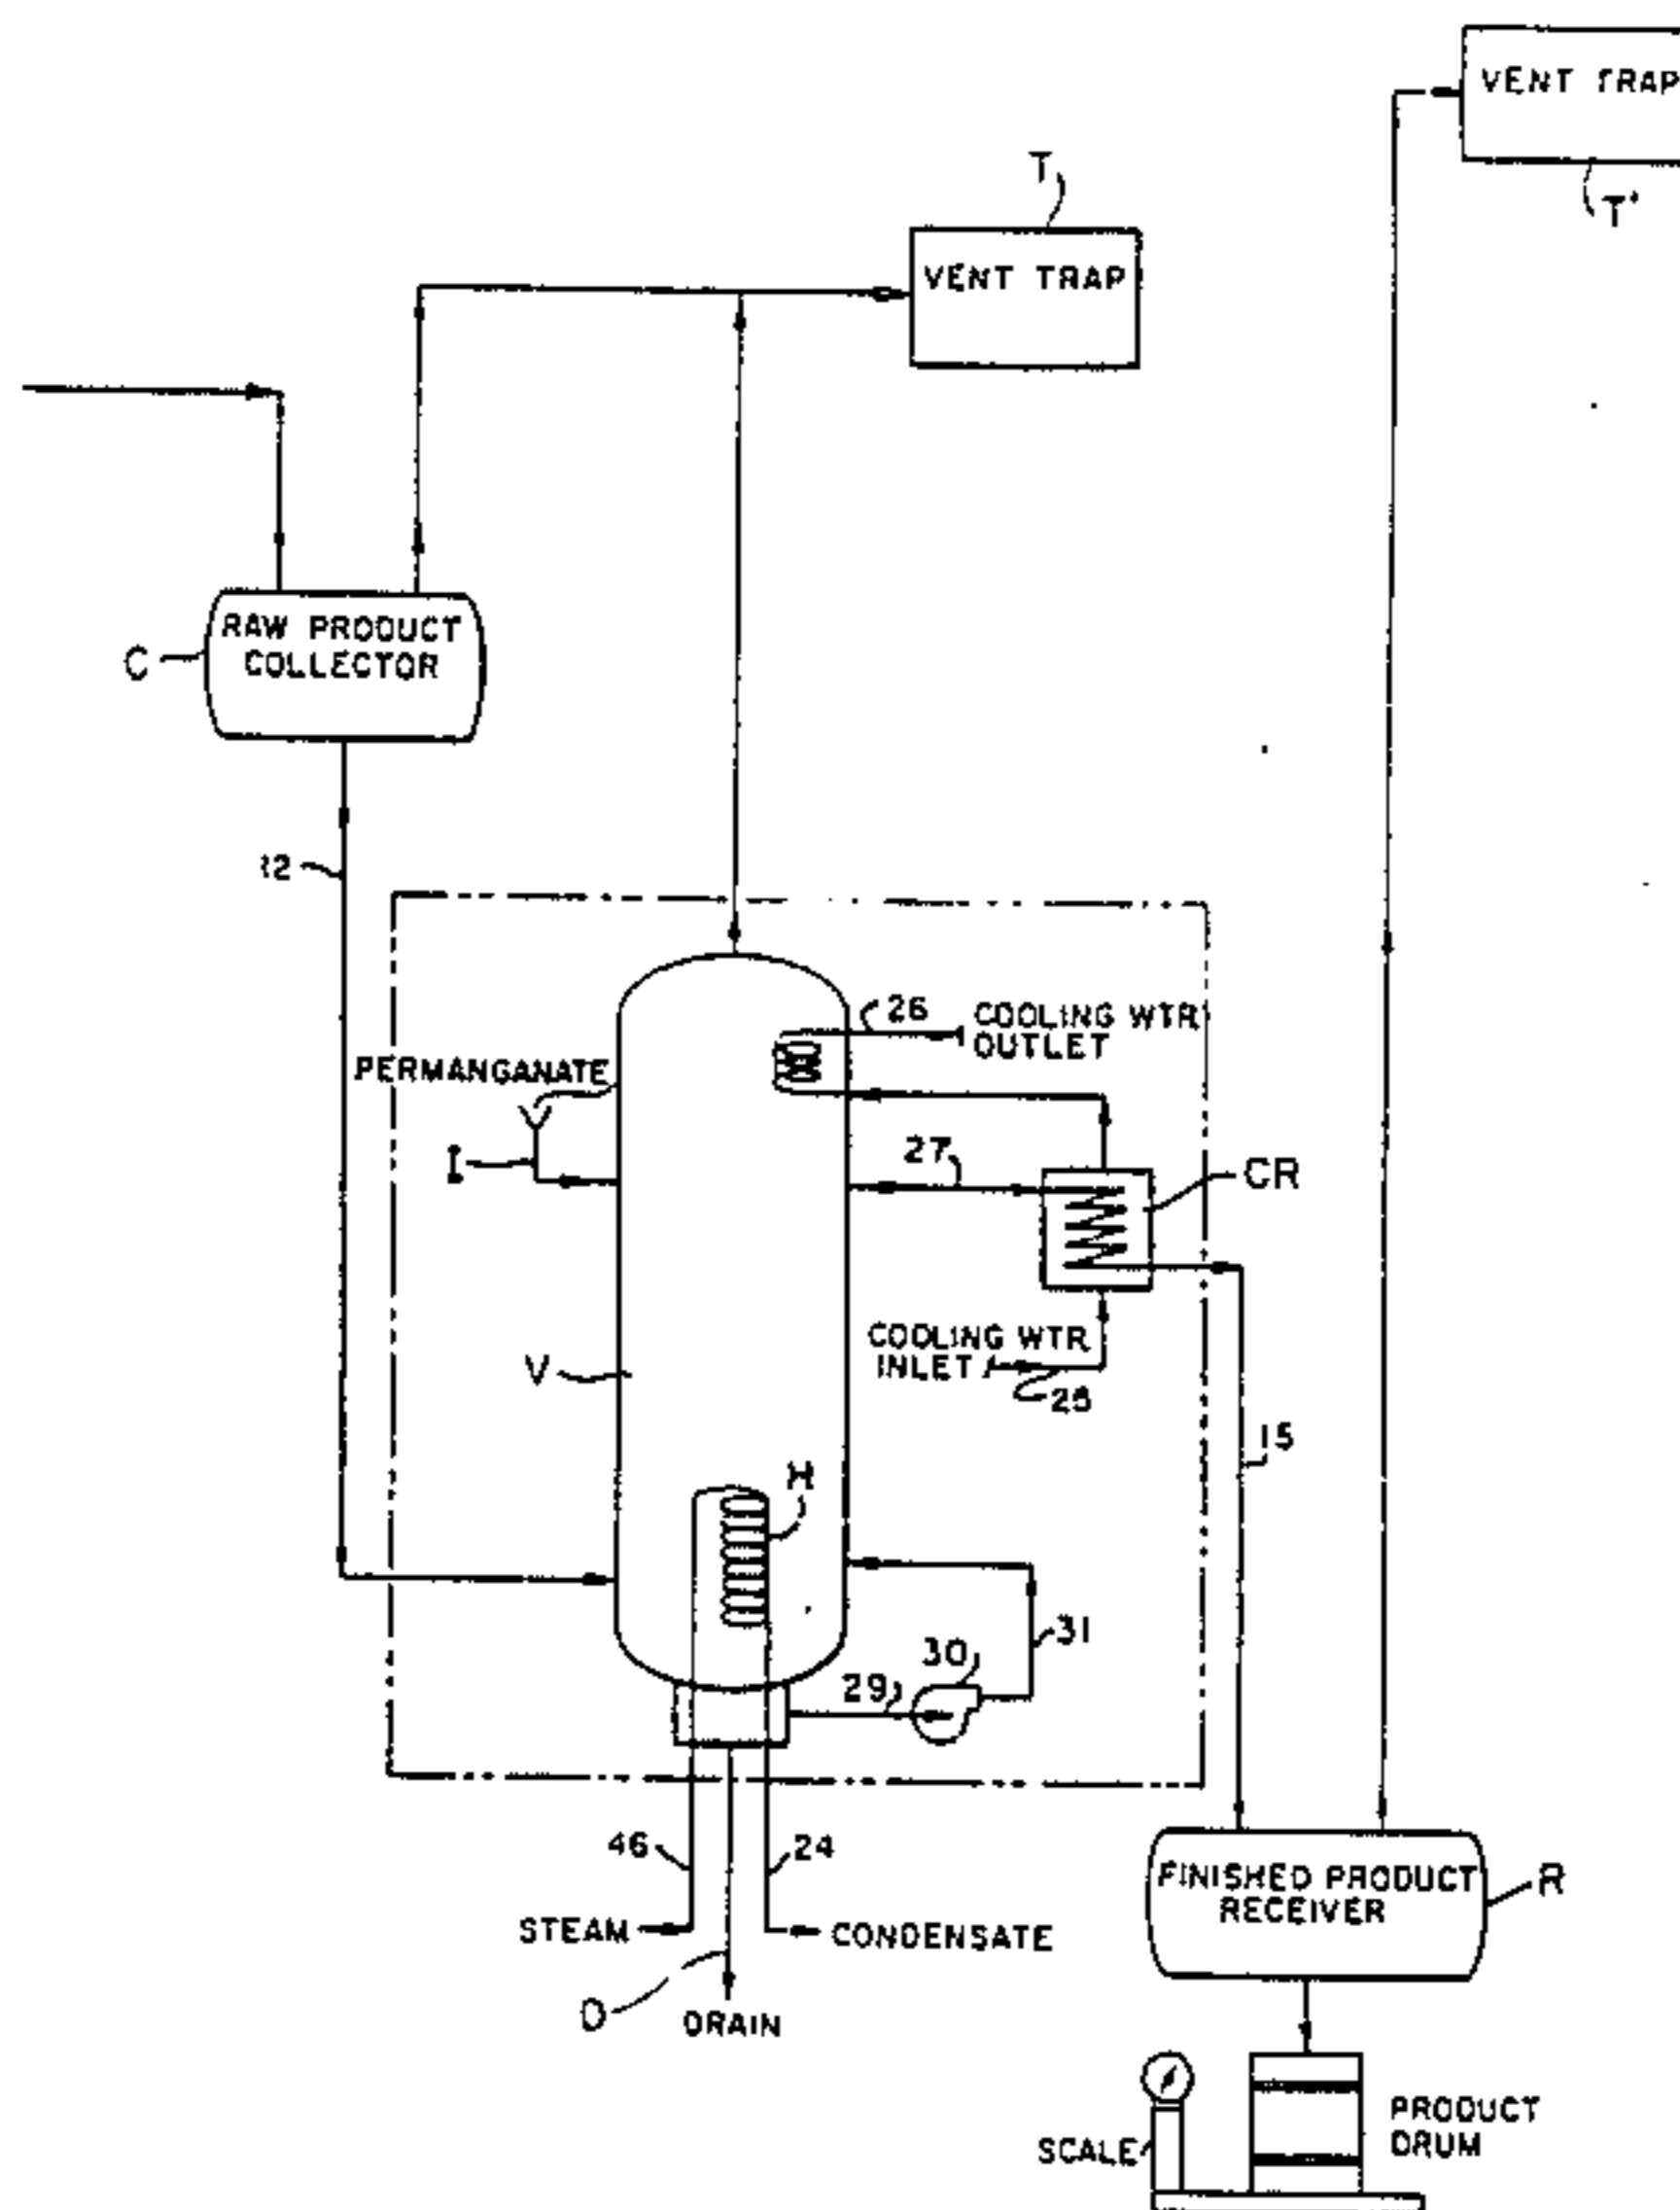 VENT TRAP
T'
T
VENT TRAP
RAW PRODUCT
COLLECTOR
C
12
26
COOLING WTR
OUTLET
PERMANGANATE
I
27
CR
COOLING WTR
INLET
25
V
15
H
31
30
29
46
24
STEAM
CONDENSATE
FINISHED PRODUCT
RECEIVER
R
D
DRAIN
PRODUCT
DRUM
SCALE